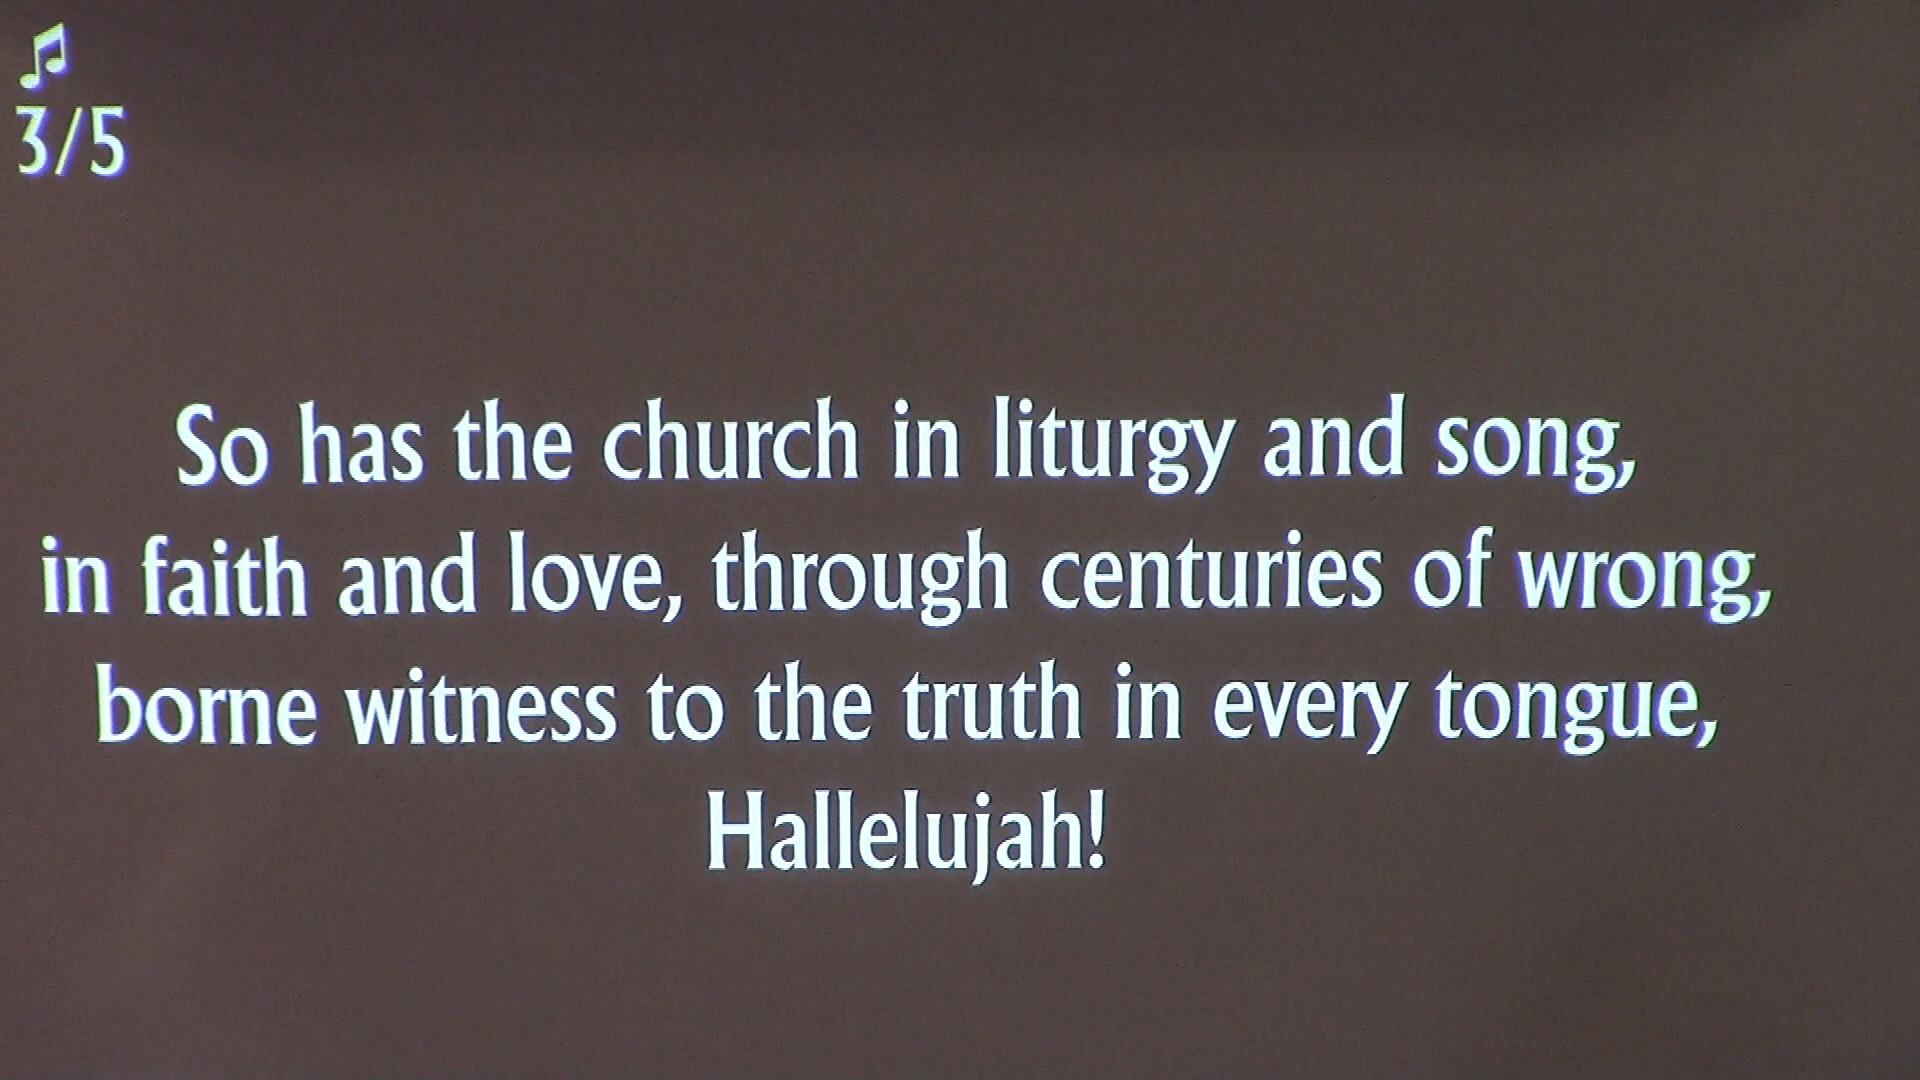 3/5
So has the church in liturgy and song,
in faith and love, through centuries of wrong,
borne witness to the truth in every tongue,
Hallelujah!